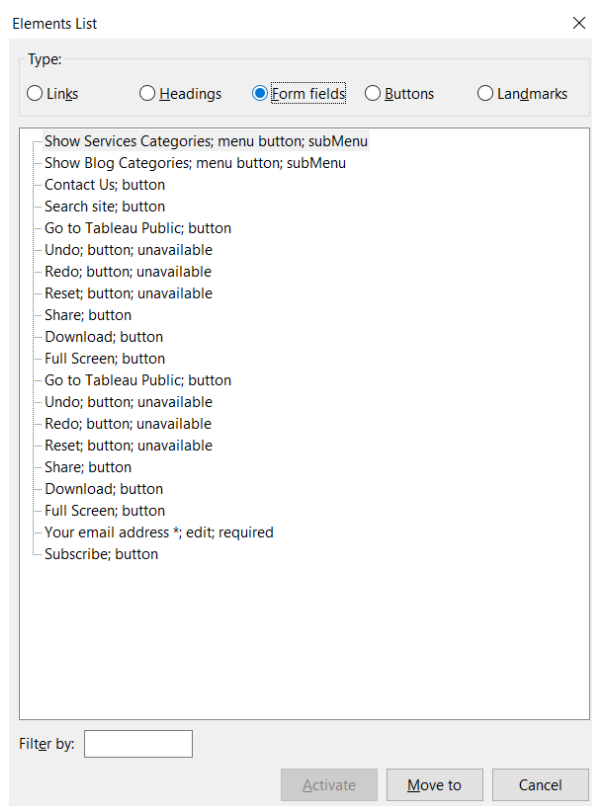 Elements List
Type:
Links Headings Form fields Buttons Landmarks
Show Services Categories; menu button; subMenu
Show Blog Categories; menu button; subMenu
Contact Us; button
Search site; button
Go to Tableau Public; button
Undo; button; unavailable
Redo; button; unavailable
Reset; button; unavailable
Share; button
Download; button
Full Screen; button
Go to Tableau Public; button
Undo; button; unavailable
Redo; button; unavailable
Reset; button; unavailable
Share; button
Download; button
Full Screen; button
Your email address *; edit; required
Subscribe; button
Filter by:
Activate Move to Cancel